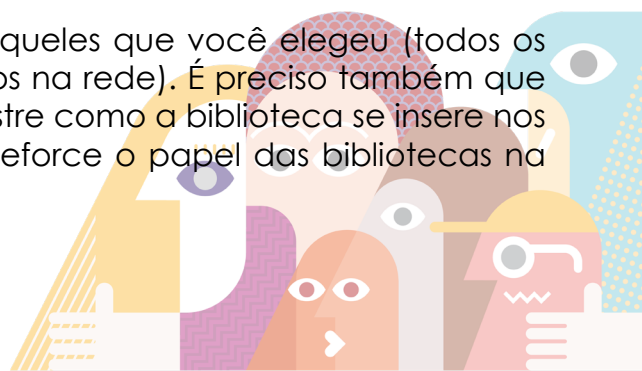 queles que você elegeu (todos os
os na rede). É preciso também que
stre como a biblioteca se insere nos
eforce o papel das bibliotecas na